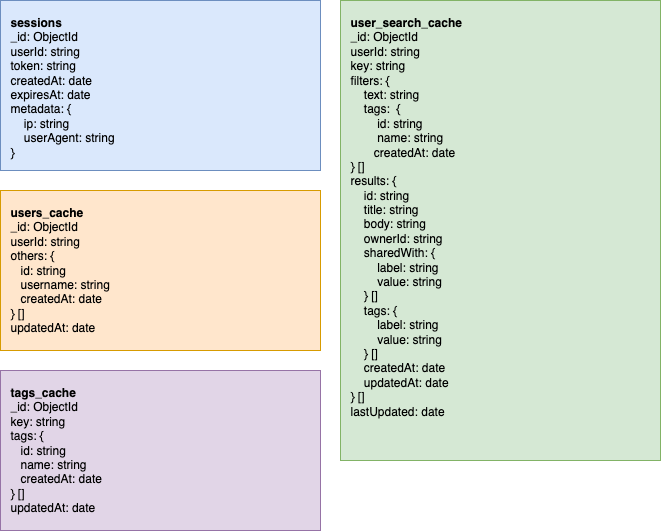 sessions
_id: ObjectId
userId: string
token: string
createdAt: date
expiresAt: date
metadata: {
ip: string
userAgent: string
}
users_cache
_id: ObjectId
userId: string
others: {
id: string
username: string
createdAt: date
} []
updatedAt: date
tags_cache
_id: ObjectId
key: string
tags: {
id: string
name: string
createdAt: date
} []
updatedAt: date
user_search_cache
_id: ObjectId
userId: string
key: string
filters: {
text: string
tags: {
id: string
name: string
createdAt: date
} []
results: {
id: string
title: string
body: string
ownerId: string
sharedWith: {
label: string
value: string
} []
tags: {
label: string
value: string
} []
createdAt: date
updatedAt: date
} []
lastUpdated: date